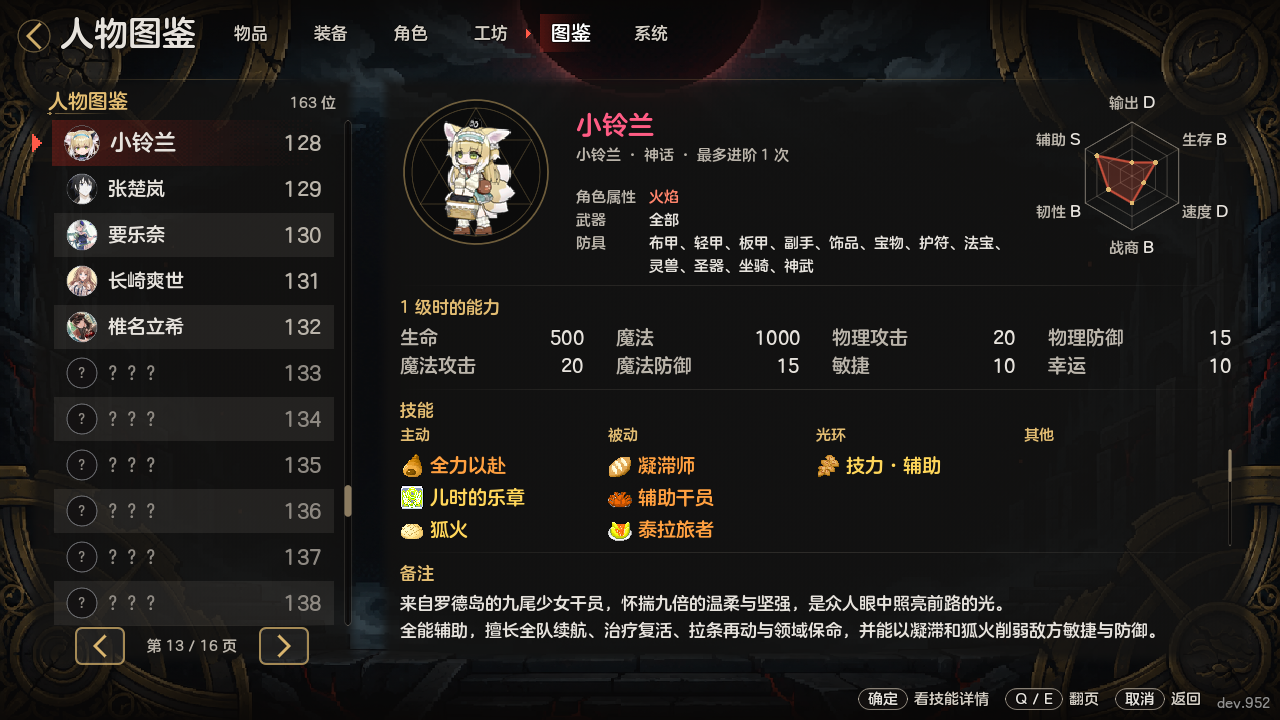 人物图鉴 物品 装备 角色 工坊 图鉴 系统
人物图鉴 163 位
小铃兰 128
张楚岚 129
要乐奈 130
长崎爽世 131
椎名立希 132
? ? ? ? 133
? ? ? ? 134
? ? ? ? 135
? ? ? ? 136
? ? ? ? 137
? ? ? ? 138
第 13 / 16 页
小铃兰
小铃兰 · 神话 · 最多进阶 1 次
角色属性 火焰
武器 全部
防具 布甲、轻甲、板甲、副手、饰品、宝物、护符、法宝、
灵兽、圣器、坐骑、神武
输出 D
辅助 S 生存 B
韧性 B 速度 D
战商 B
1 级时的能力
生命 500 魔法 1000 物理攻击 20 物理防御 15
魔法攻击 20 魔法防御 15 敏捷 10 幸运 10
技能
主动 被动 光环 其他
全力以赴 凝滞师 技力·辅助
儿时的乐章 辅助干员
狐火 泰拉旅者
备注
来自罗德岛的九尾少女干员，怀揣九倍的温柔与坚强，是众人眼中照亮前路的光。
全能辅助，擅长全队续航、治疗复活、拉条再动与领域保命，并能以凝滞和狐火削弱敌方敏捷与防御。
确定 看技能详情 Q / E 翻页 取消 返回 dev.952